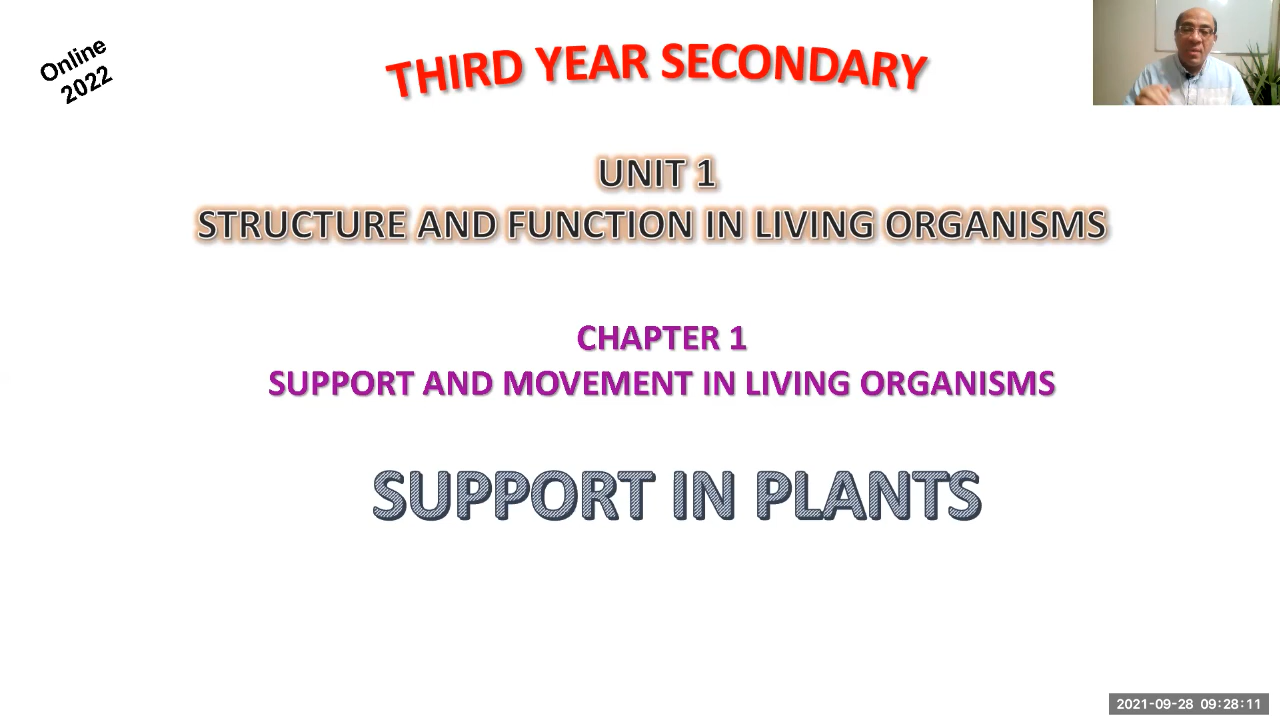 Online
2022
THIRD YEAR SECONDARY
UNIT 1
STRUCTURE AND FUNCTION IN LIVING ORGANISMS
CHAPTER 1
SUPPORT AND MOVEMENT IN LIVING ORGANISMS
SUPPORT IN PLANTS
2021-09-28 09:28:11